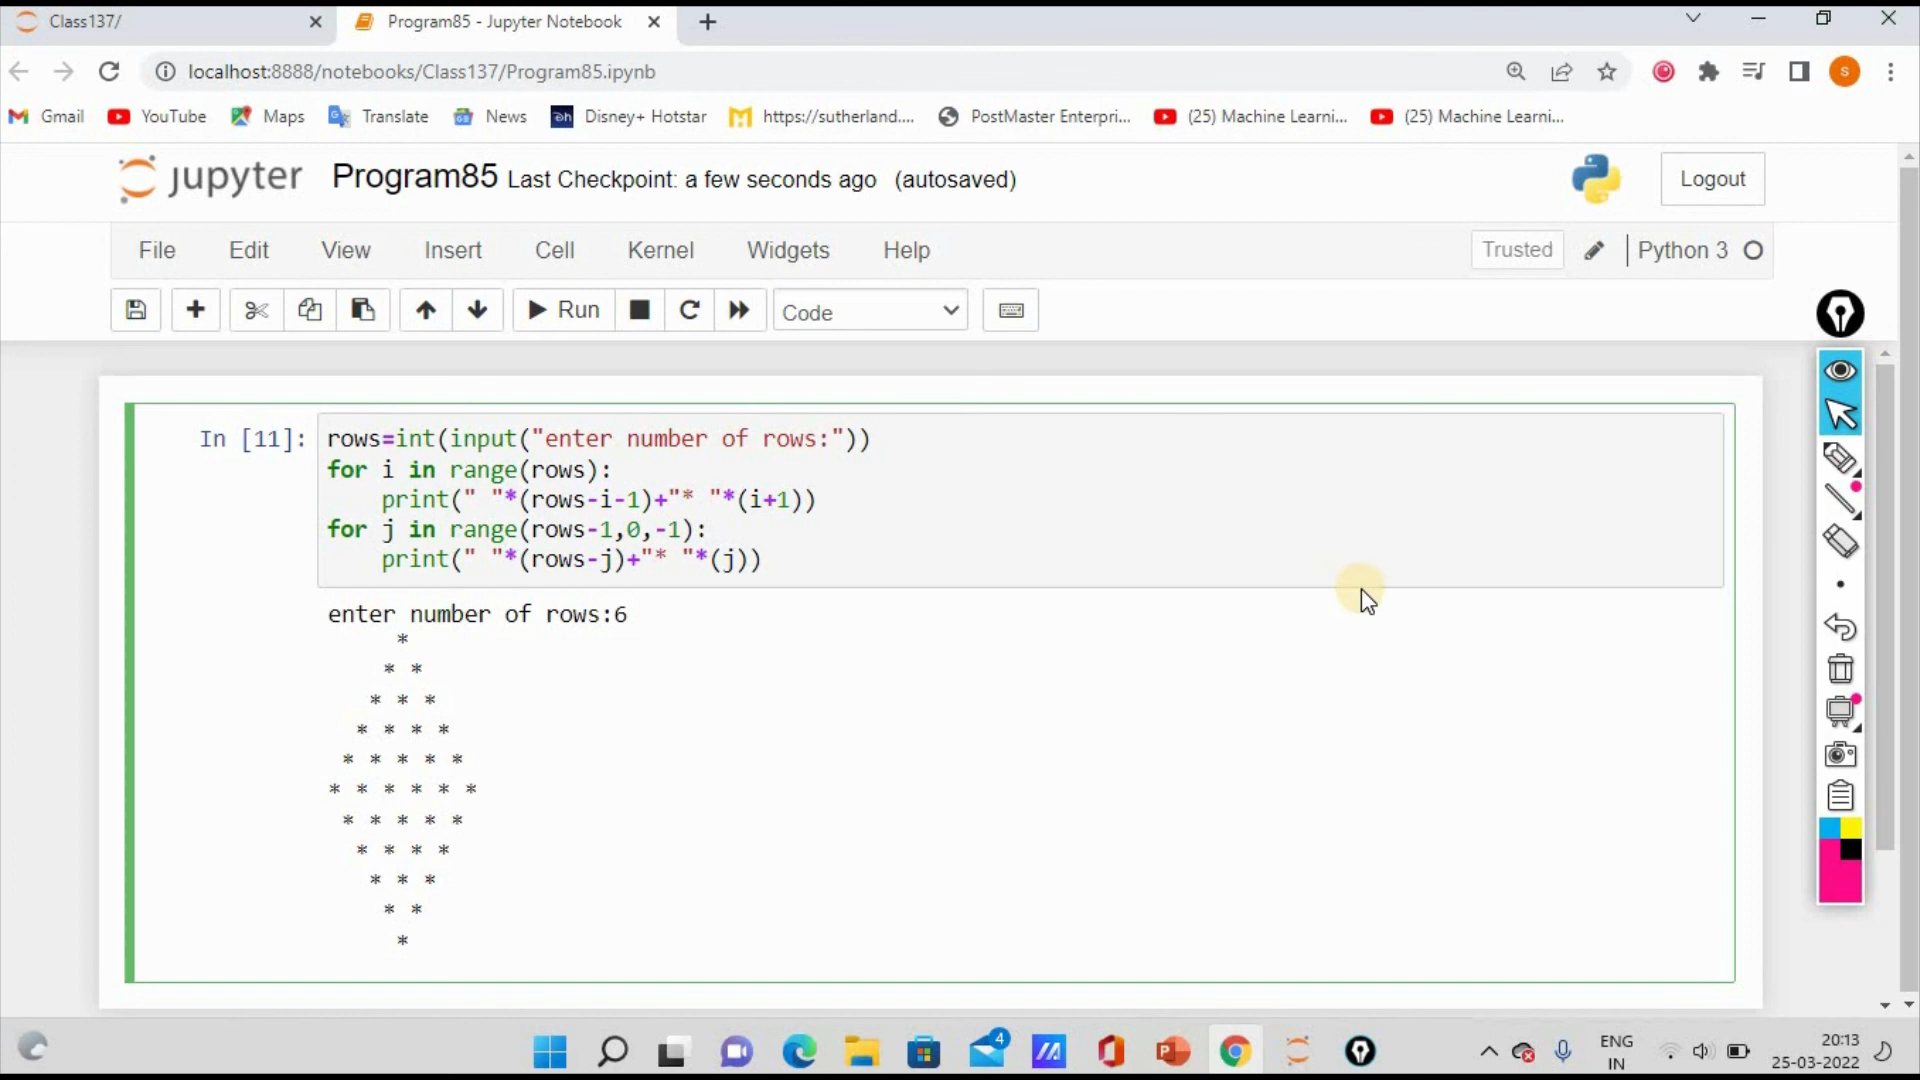 Class137/
Program85 - Jupyter Notebook
localhost:8888/notebooks/Class137/Program85.ipynb
S
Gmail YouTube Maps Translate News Disney+ Hotstar https://sutherland.... PostMaster Enterpri... (25) Machine Learni... (25) Machine Learni...
jupyter Program85 Last Checkpoint: a few seconds ago (autosaved)
Logout
File Edit View Insert Cell Kernel Widgets Help
Trusted Python 3
Run Code
In [11]: rows=int(input("enter number of rows:"))
for i in range(rows):
    print(" "*(rows-i-1)+"* "*(i+1))
for j in range(rows-1,0,-1):
    print(" "*(rows-j)+"* "*(j))
enter number of rows:6
     *
    * *
   * * *
  * * * *
 * * * * *
* * * * * *
 * * * * *
  * * * *
   * * *
    * *
     *
4
ENG
IN
20:13
25-03-2022